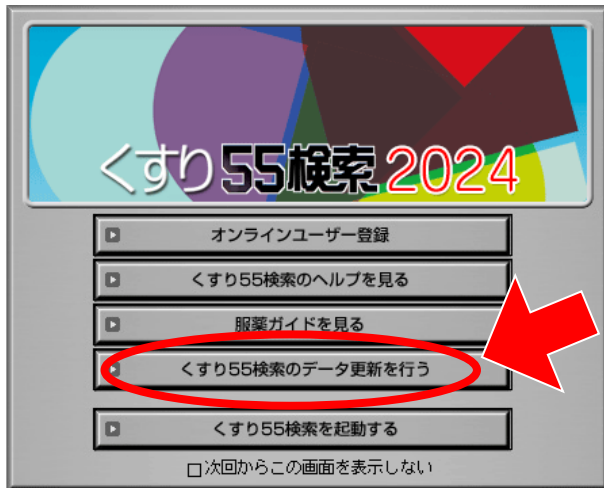 くすり55検索2024
オンラインユーザー登録
くすり55検索のヘルプを見る
服薬ガイドを見る
くすり55検索のデータ更新を行う
くすり55検索を起動する
次回からこの画面を表示しない